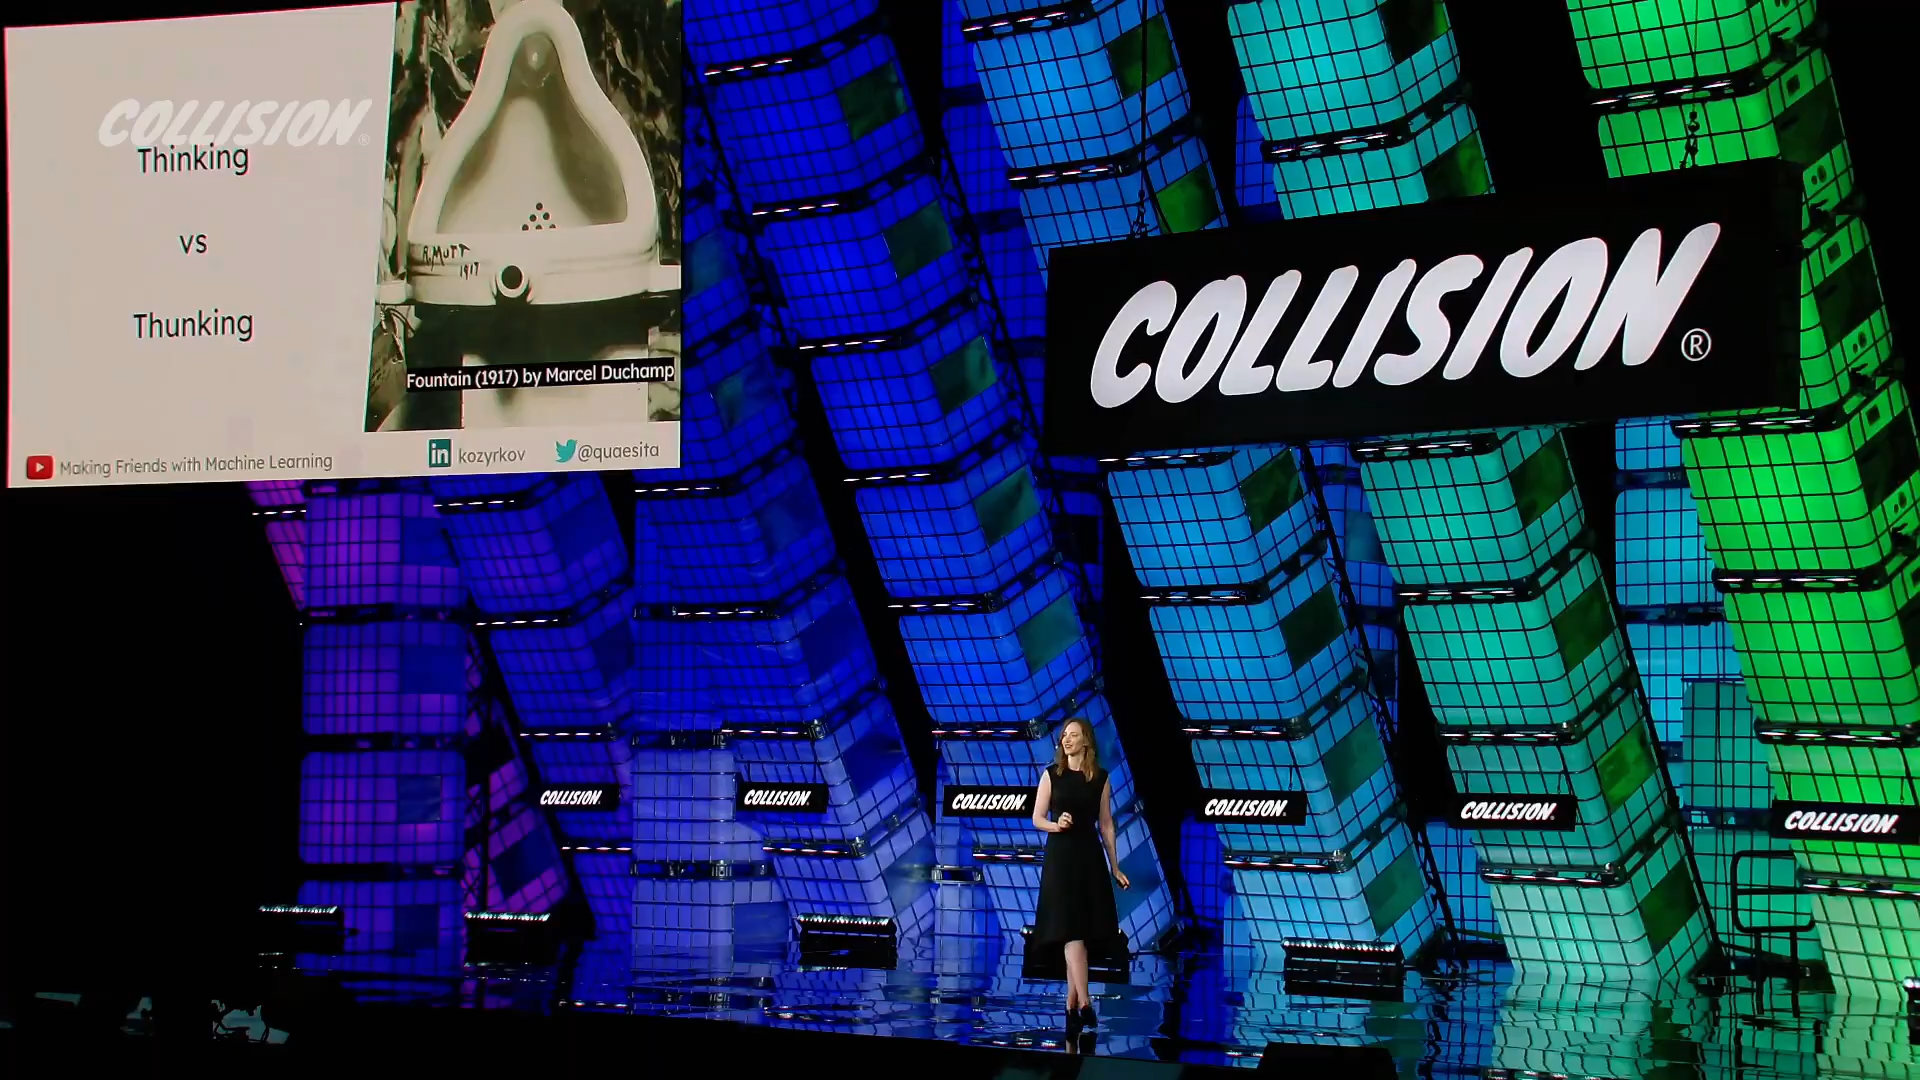 COLLISION®
Thinking
vs
Thunking
R.MUTT
1917
Fountain (1917) by Marcel Duchamp
Making Friends with Machine Learning
in kozyrkov
@quaesita
COLLISION®
COLLISION
COLLISION
COLLISION
COLLISION
COLLISION
COLLISION